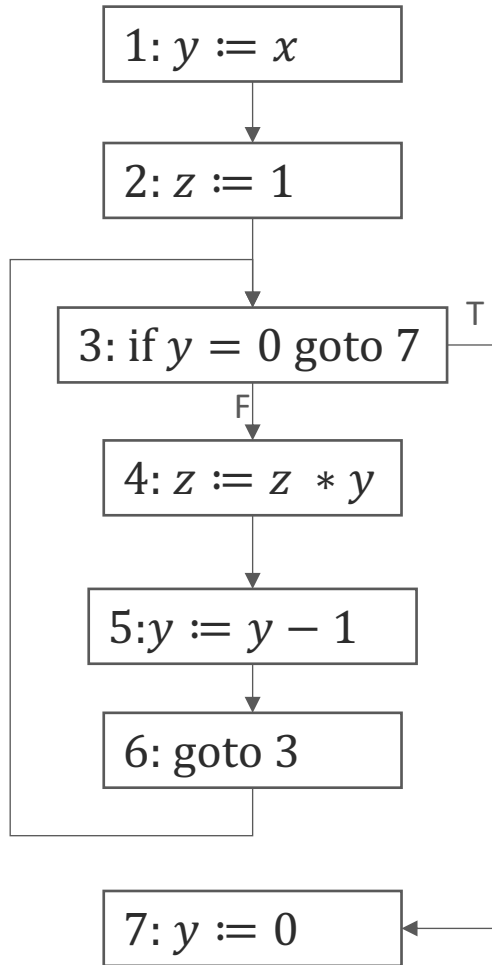 1: y := x
2: z := 1
T
3: if y = 0 goto 7
F
4: z := z * y
5:y := y − 1
6: goto 3
7: y := 0